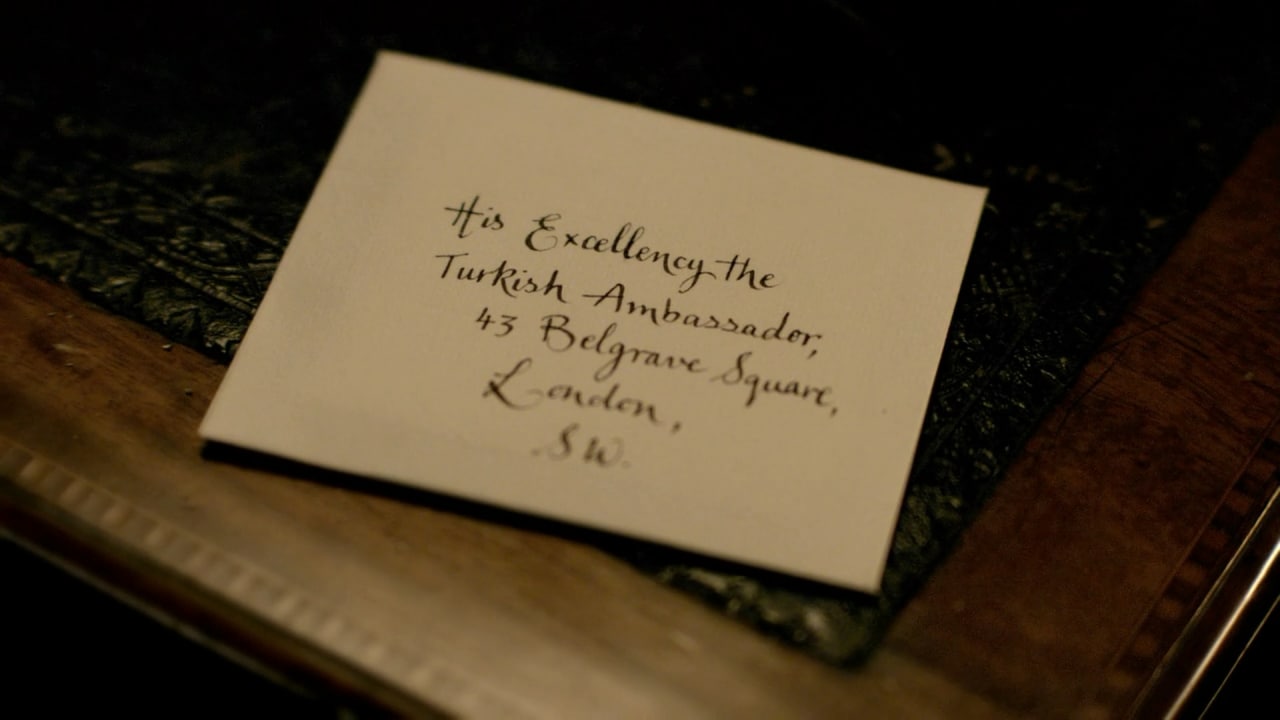 His Excellency the
Turkish Ambassador,
43 Belgrave Square,
London,
S.W.